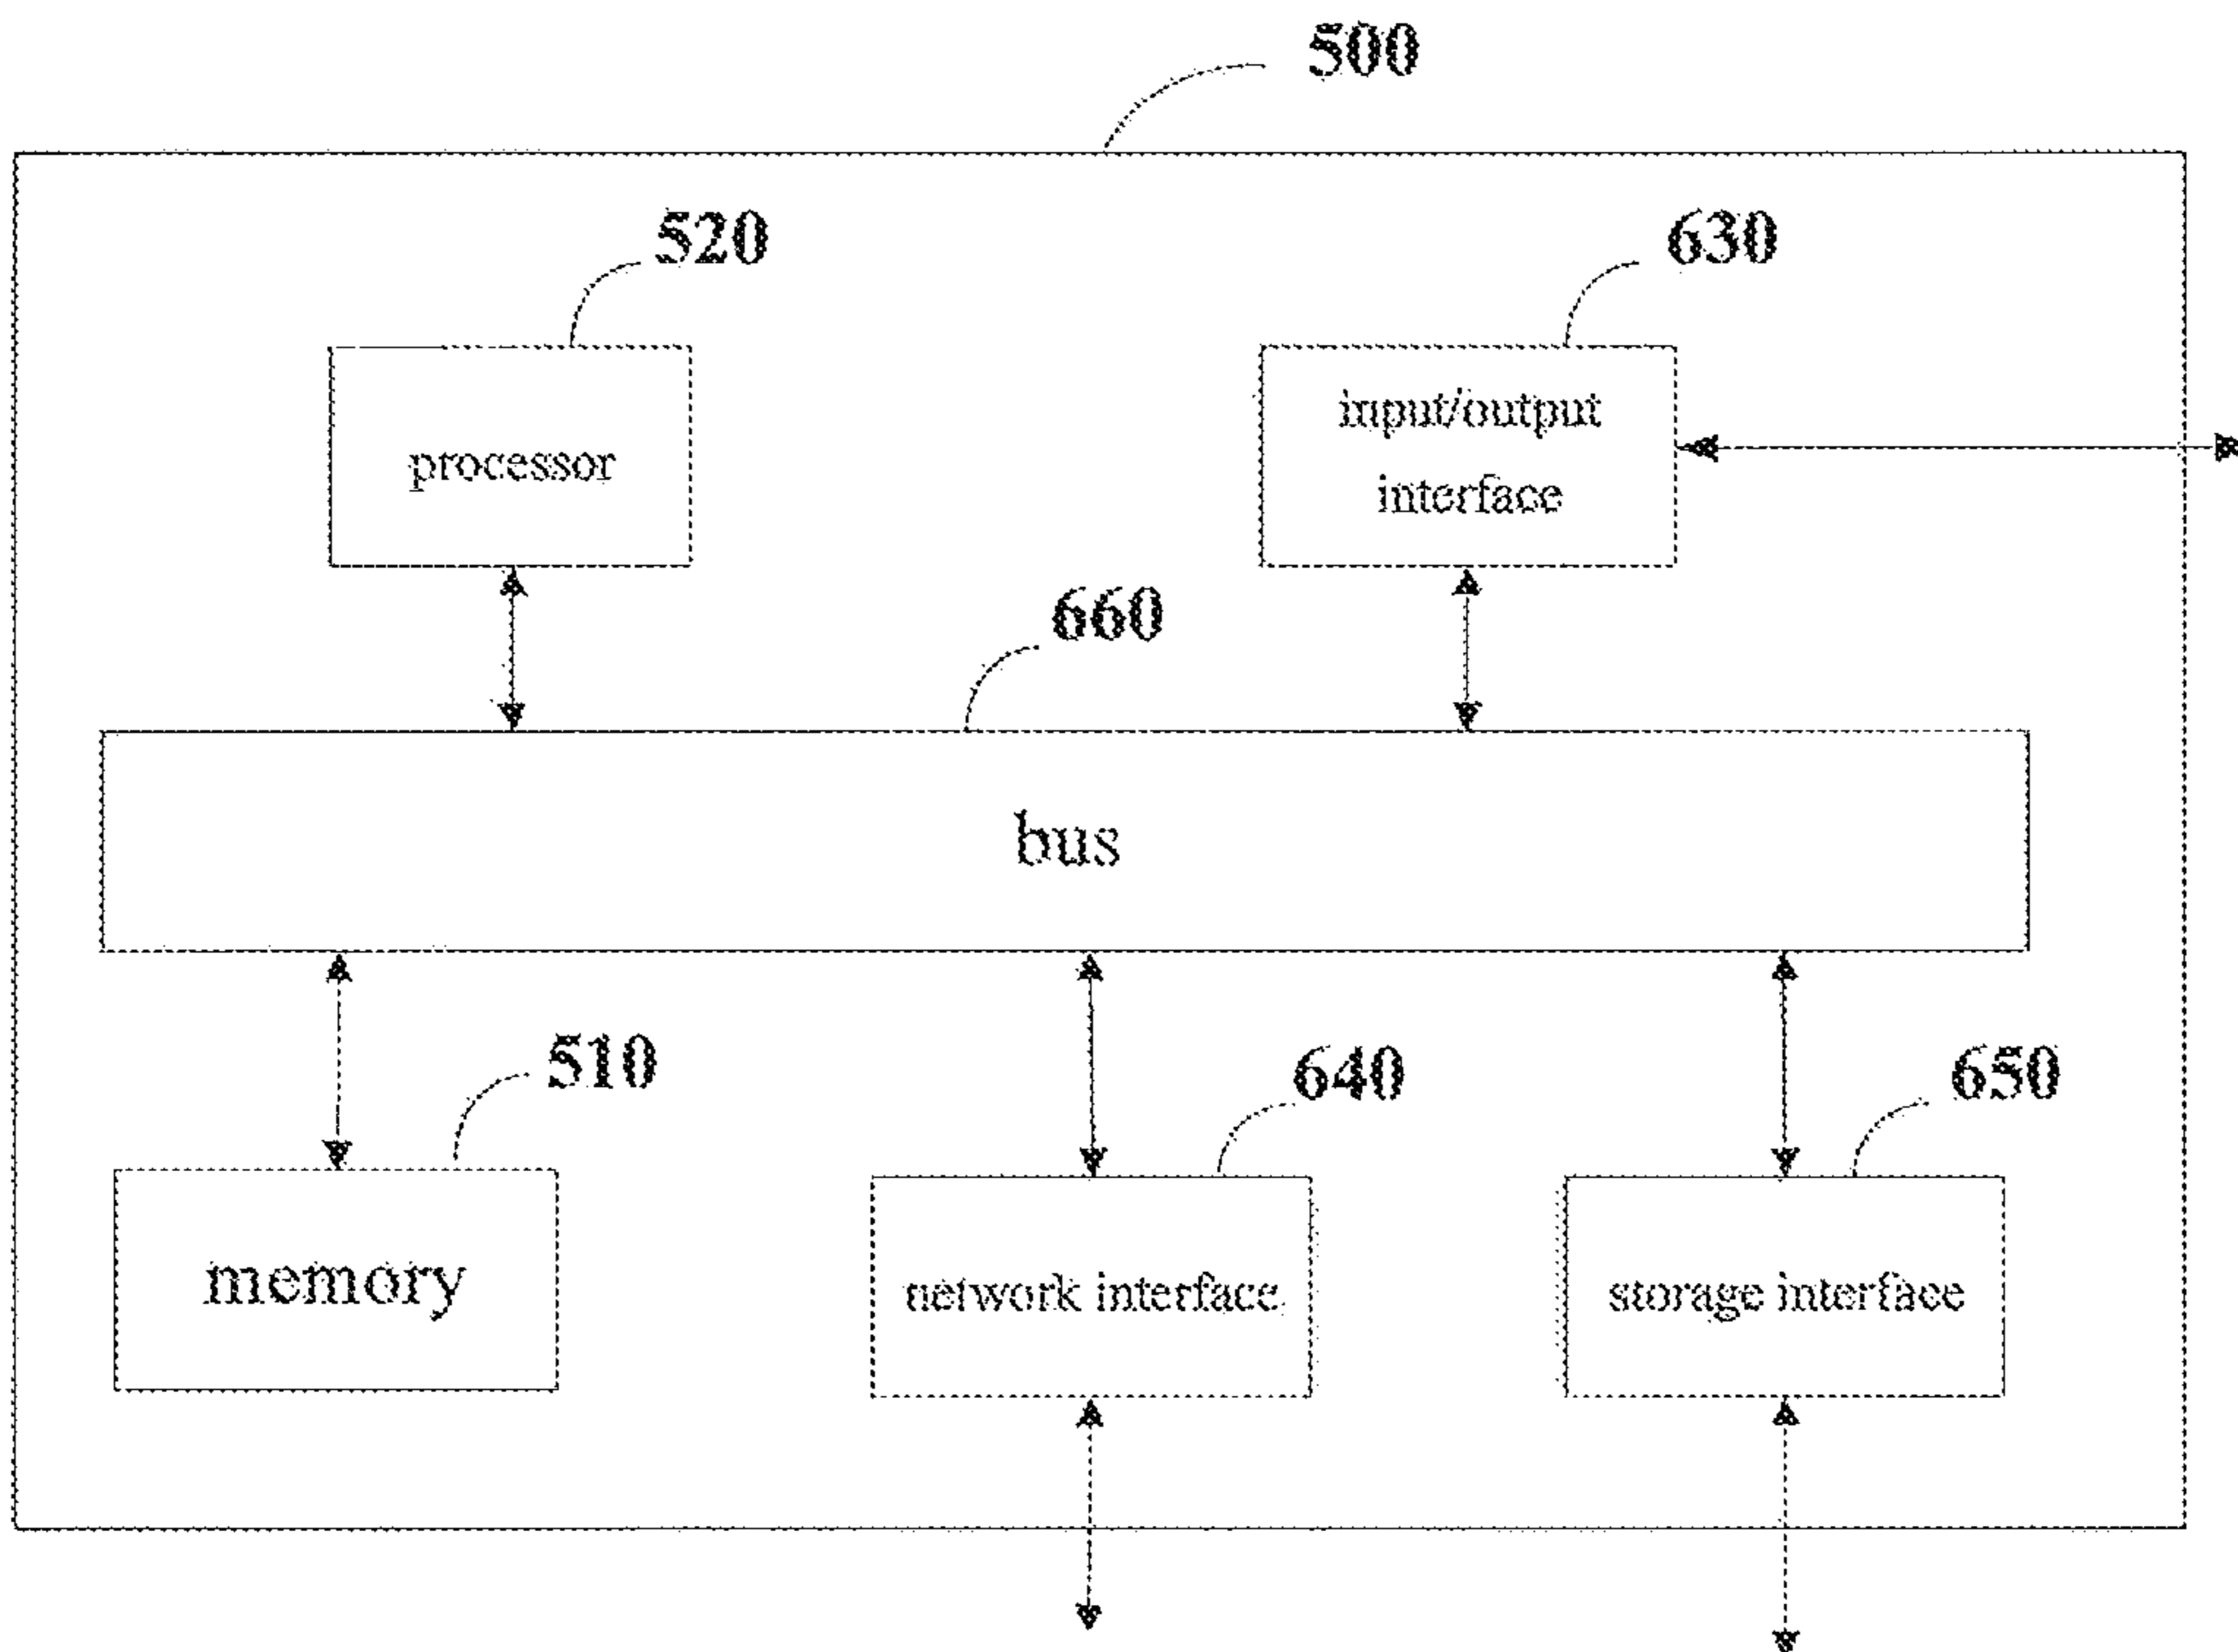 500
520
630
processor
input/output
interface
660
bus
510
640
650
memory
network interface
storage interface